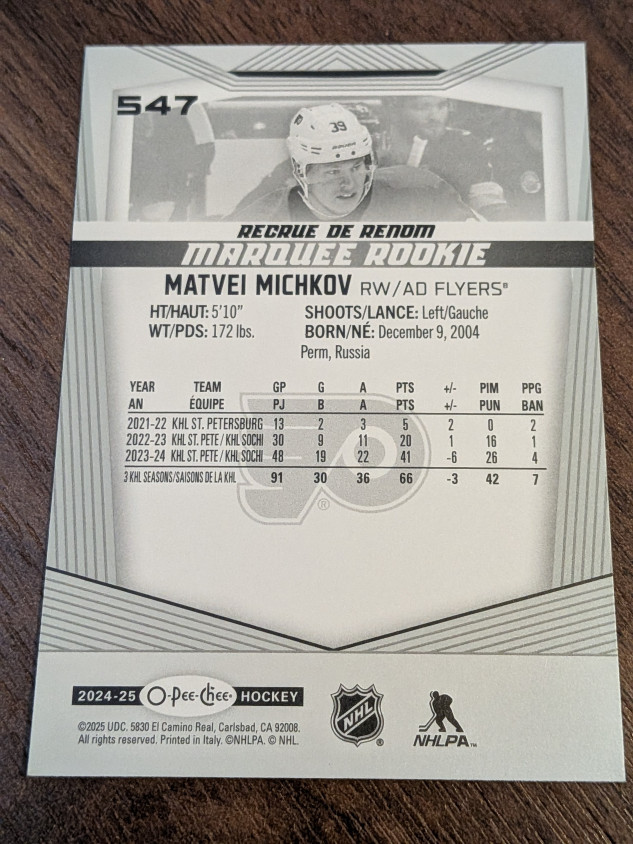 547
39
RECRUE DE RENOM
MARQUEE ROOKIE
MATVEI MICHKOV RW/AD FLYERS®
HT/HAUT: 5'10" SHOOTS/LANCE: Left/Gauche
WT/PDS: 172 lbs. BORN/NÉ: December 9, 2004
Perm, Russia
YEAR TEAM GP G A PTS +/- PIM PPG
AN ÉQUIPE PJ B A PTS +/- PUN BAN
2021-22 KHL ST. PETERSBURG 13 2 3 5 2 0 2
2022-23 KHL ST. PETE / KHL SOCHI 30 9 11 20 1 16 1
2023-24 KHL ST. PETE / KHL SOCHI 48 19 22 41 -6 26 4
3 KHL SEASONS/SAISONS DE LA KHL 91 30 36 66 -3 42 7
®
2024-25 O-Pee-Chee® HOCKEY
©2025 UDC. 5830 El Camino Real, Carlsbad, CA 92008.
All rights reserved. Printed in Italy. ©NHLPA. © NHL.
NHL ®
NHLPA™